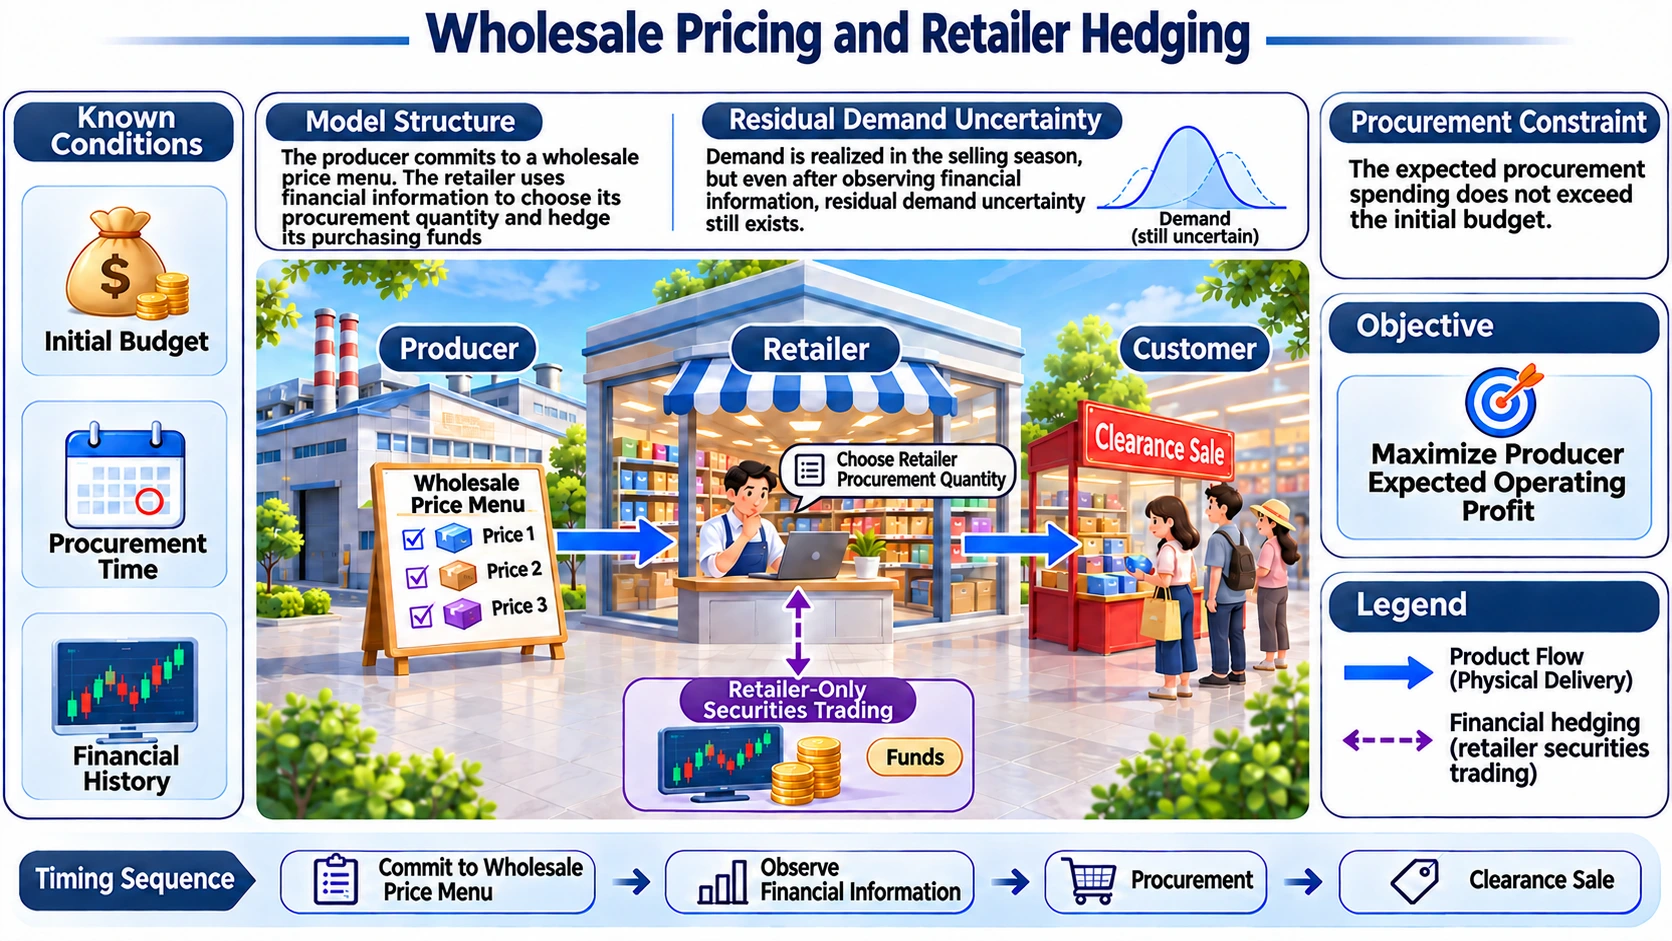 Wholesale Pricing and Retailer Hedging
Known
Conditions
Initial Budget
Procurement
Time
Financial
History
Model Structure
The producer commits to a wholesale
price menu. The retailer uses
financial information to choose its
procurement quantity and hedge
its purchasing funds
Residual Demand Uncertainty
Demand is realized in the selling season,
but even after observing financial
information, residual demand uncertainty
still exists.
Demand
(still uncertain)
Producer
Retailer
Customer
Wholesale
Price Menu
Price 1
Price 2
Price 3
Choose Retailer
Procurement Quantity
Clearance Sale
Retailer-Only
Securities Trading
Funds
Procurement Constraint
The expected procurement
spending does not exceed
the initial budget.
Objective
Maximize Producer
Expected Operating
Profit
Legend
Product Flow
(Physical Delivery)
Financial hedging
(retailer securities
trading)
Timing Sequence
Commit to Wholesale
Price Menu
Observe
Financial Information
Procurement
Clearance Sale